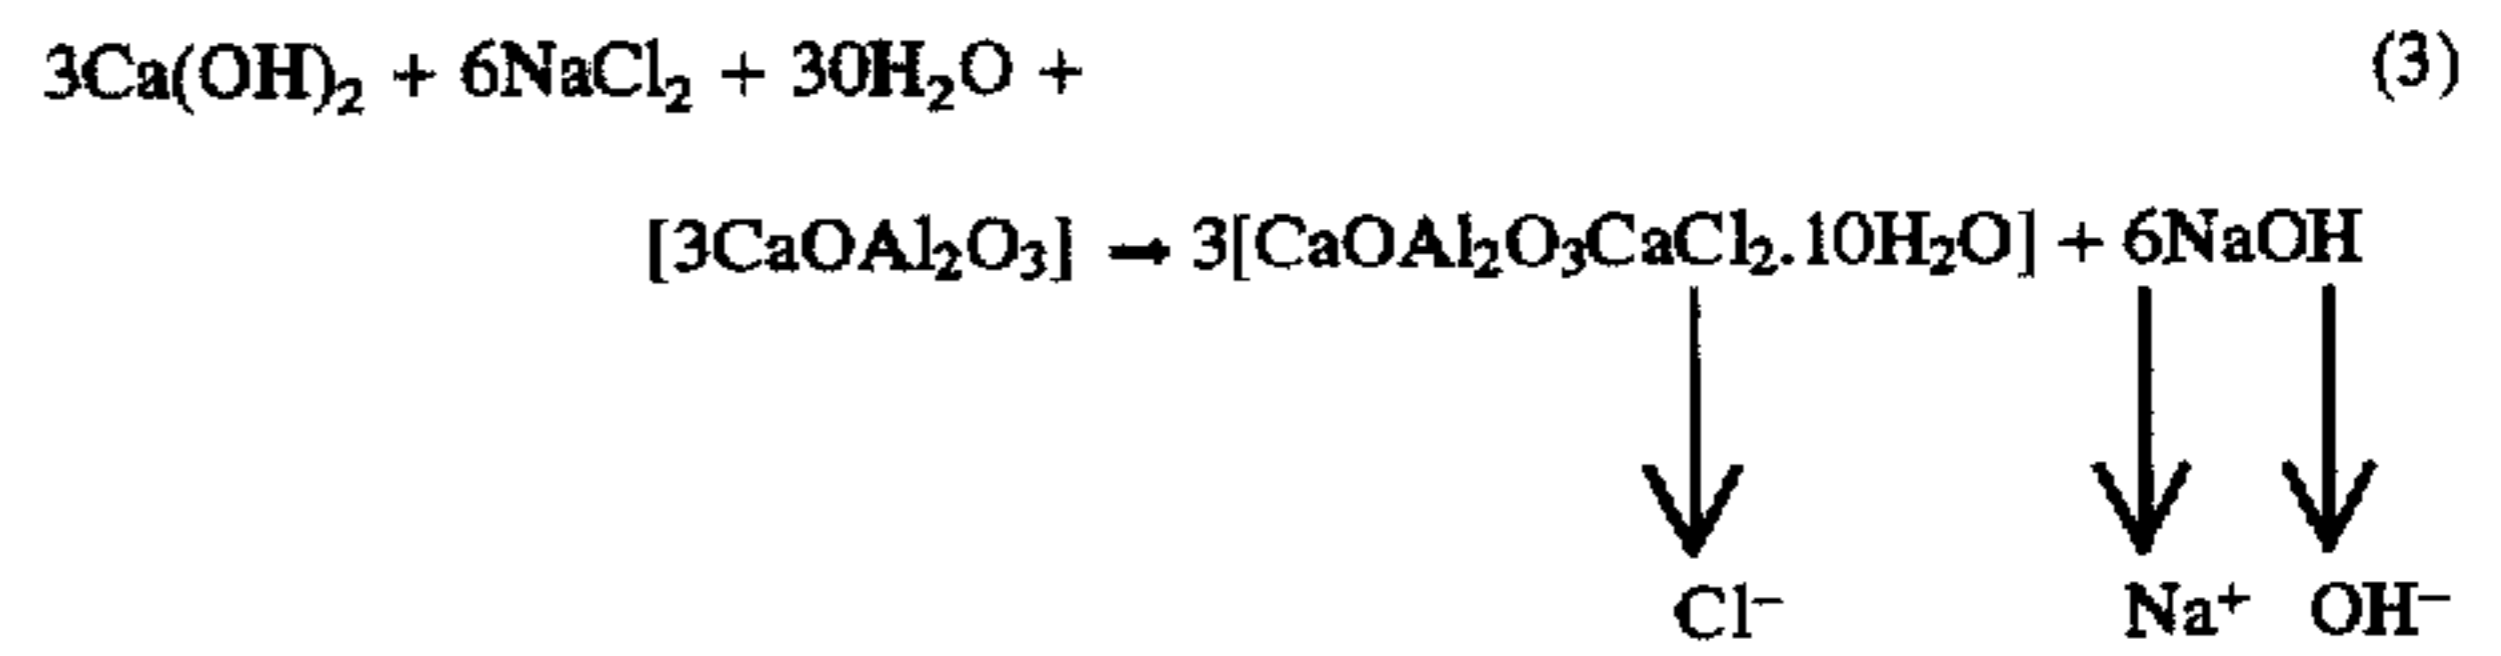 3Ca(OH)₂ + 6NaCl₂ + 30H₂O + (3)
[3CaOAl₂O₃] → 3[CaOAl₂O₃CaCl₂.10H₂O] + 6NaOH
Cl⁻ Na⁺ OH⁻